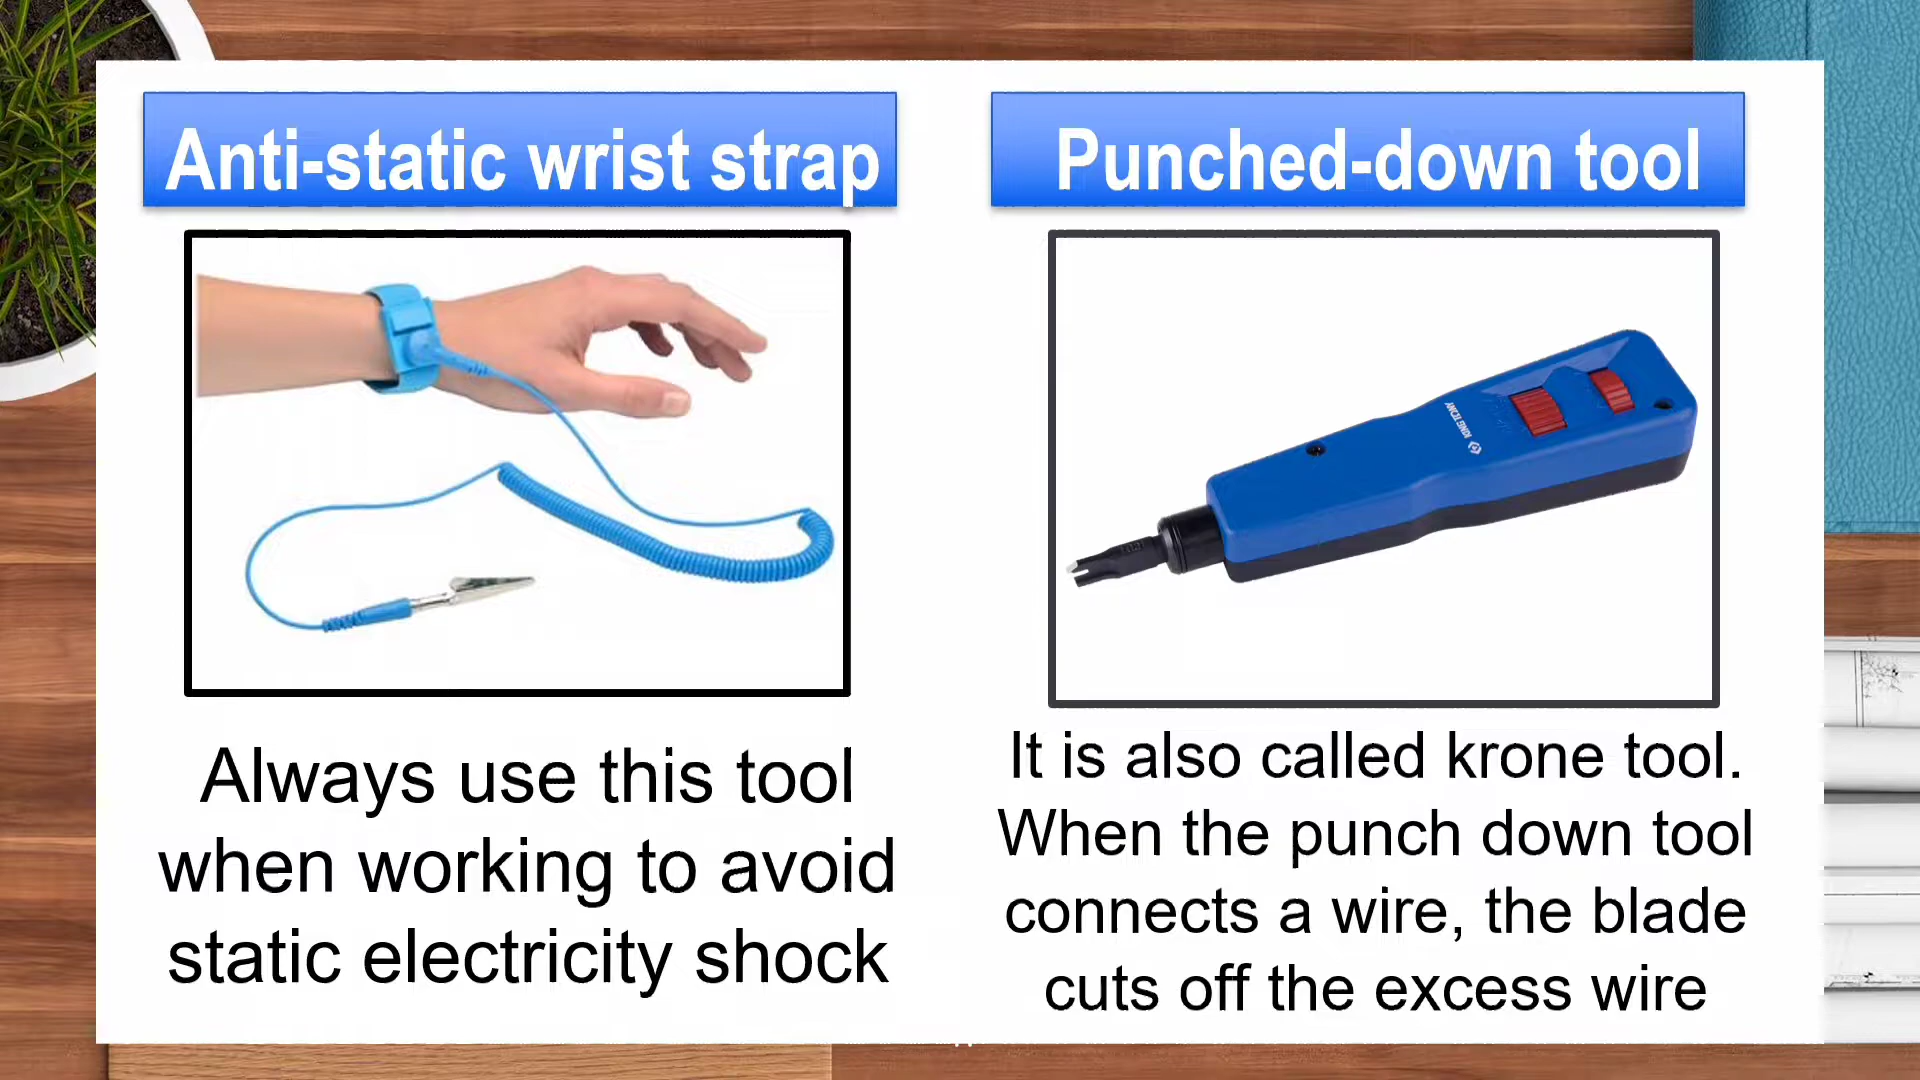 Anti-static wrist strap
Punched-down tool
KING TONY
Always use this tool
when working to avoid
static electricity shock
It is also called krone tool.
When the punch down tool
connects a wire, the blade
cuts off the excess wire